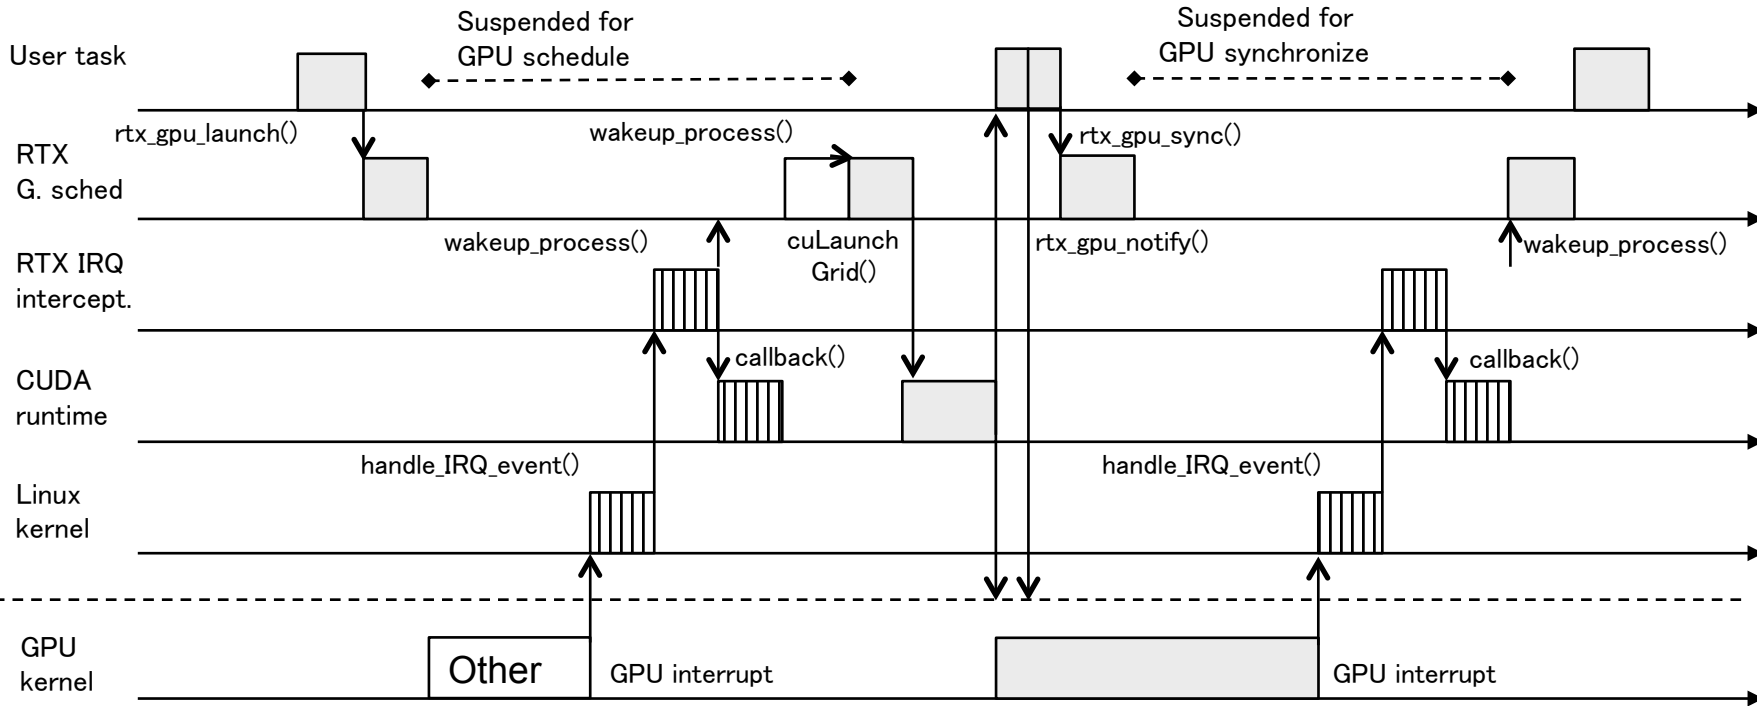 Suspended for
GPU schedule
Suspended for
GPU synchronize
User task
rtx_gpu_launch()
wakeup_process()
rtx_gpu_sync()
RTX
G. sched
wakeup_process()
cuLaunch
Grid()
rtx_gpu_notify()
wakeup_process()
RTX IRQ
intercept.
callback()
callback()
CUDA
runtime
handle_IRQ_event()
handle_IRQ_event()
Linux
kernel
GPU
kernel
Other
GPU interrupt
GPU interrupt